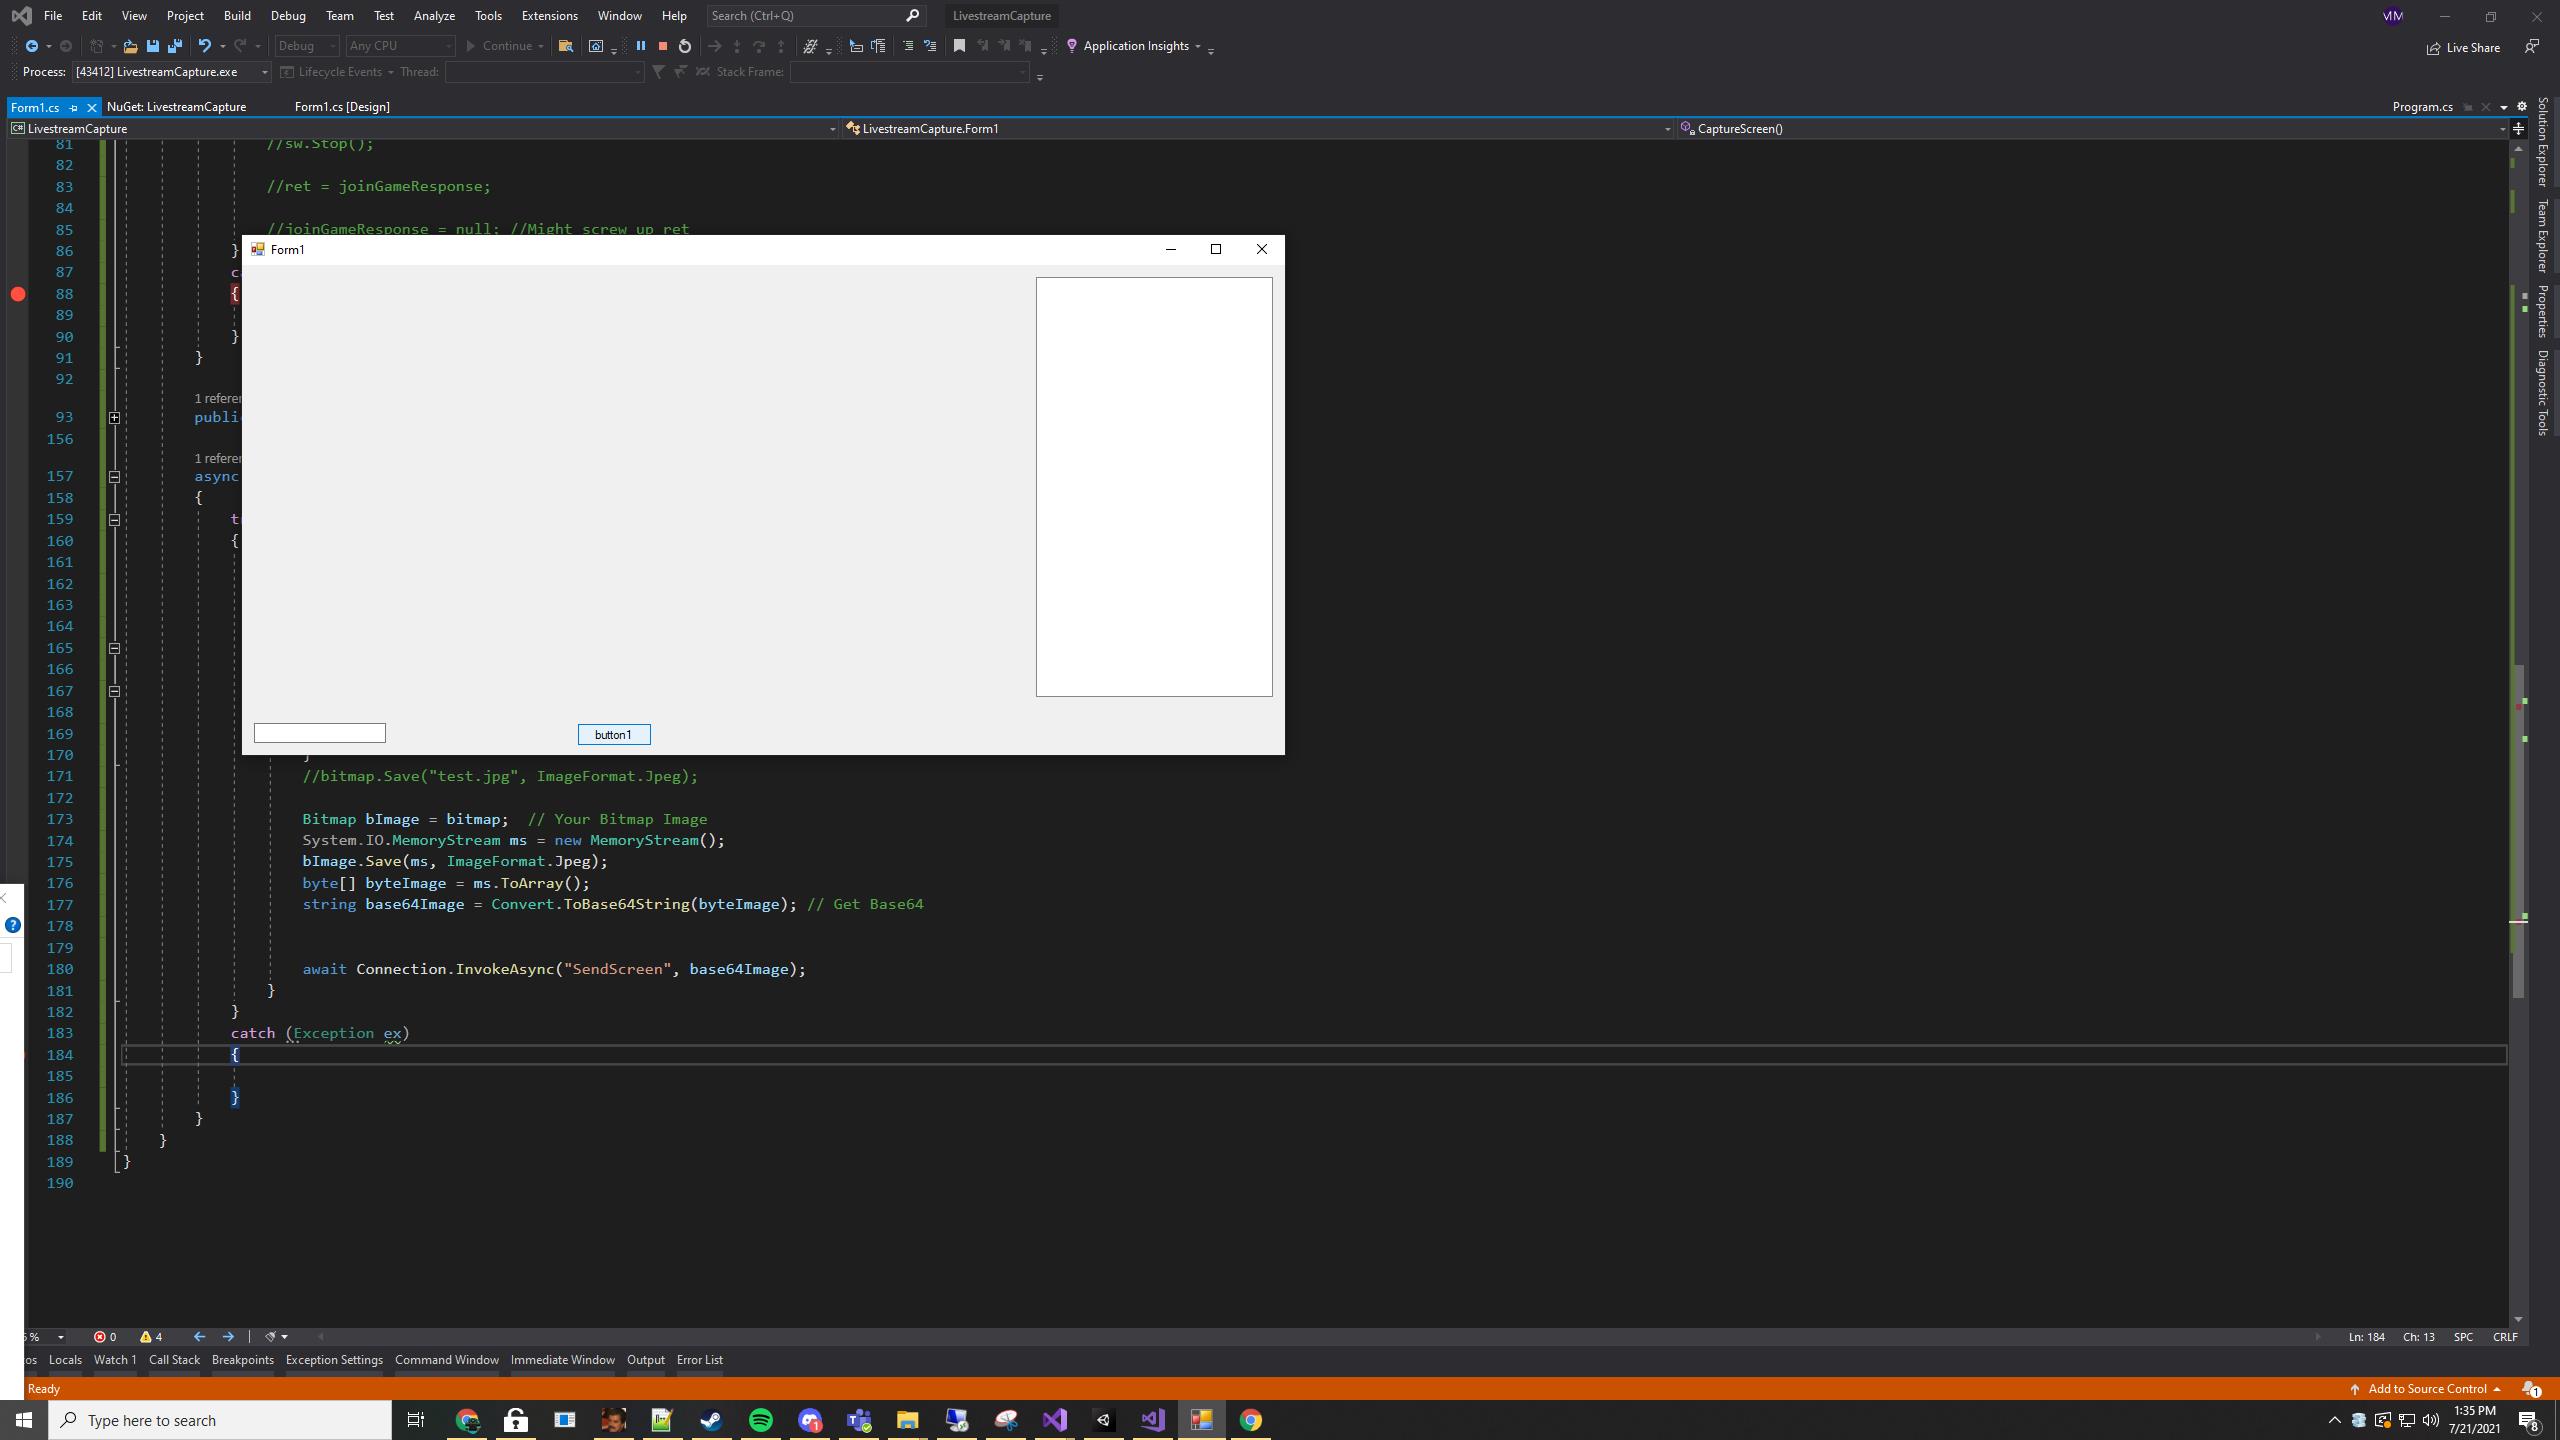 File Edit View Project Build Debug Team Test Analyze Tools Extensions Window Help Search (Ctrl+Q) LivestreamCapture MM
Debug Any CPU Continue Application Insights Live Share
Process: [43412] LivestreamCapture.exe Lifecycle Events Thread: Stack Frame:
Form1.cs NuGet: LivestreamCapture Form1.cs [Design] Program.cs
LivestreamCapture LivestreamCapture.Form1 CaptureScreen()
Solution Explorer
Team Explorer
Properties
Diagnostic Tools
81 //sw.Stop();
82
83 //ret = joinGameResponse;
84
85 //joinGameResponse = null; //Might screw up ret
86 }
87
88 {
89
90 }
91 }
92
93
156
157 async
158 {
159
160 {
161
162
163
164
165
166
167
168
169
170 }
171 //bitmap.Save("test.jpg", ImageFormat.Jpeg);
172
173 Bitmap bImage = bitmap; // Your Bitmap Image
174 System.IO.MemoryStream ms = new MemoryStream();
175 bImage.Save(ms, ImageFormat.Jpeg);
176 byte[] byteImage = ms.ToArray();
177 string base64Image = Convert.ToBase64String(byteImage); // Get Base64
178
179
180 await Connection.InvokeAsync("SendScreen", base64Image);
181 }
182 }
183 catch (Exception ex)
184 {
185
186 }
187 }
188 }
189 }
190
Form1
button1
0 4 Ln: 184 Ch: 13 SPC CRLF
Locals Watch 1 Call Stack Breakpoints Exception Settings Command Window Immediate Window Output Error List
Ready Add to Source Control 1
Type here to search
1:35 PM
7/21/2021
8